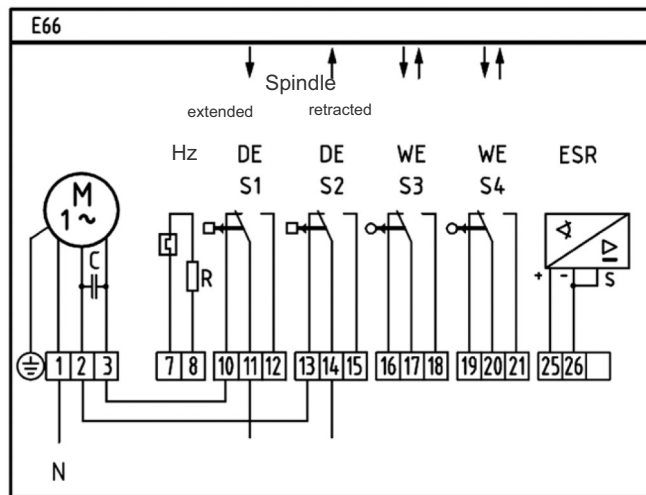 E66
Spindle
extended retracted
Hz DE DE WE WE ESR
S1 S2 S3 S4
M
1~
C
R
+ - S
1 2 3 7 8 10 11 12 13 14 15 16 17 18 19 20 21 25 26
N